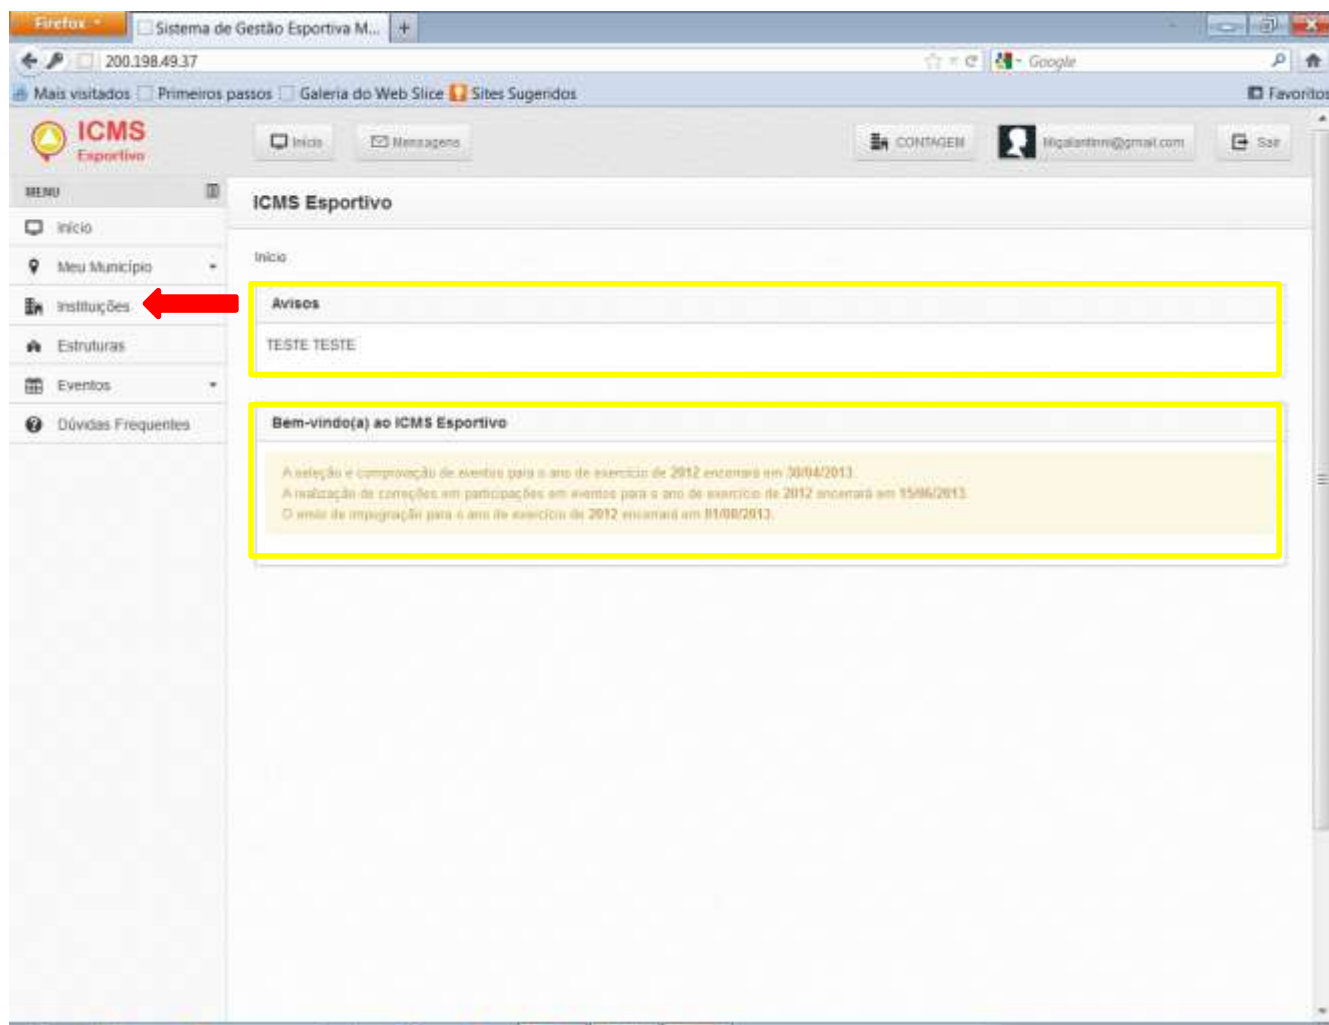 Firefox
Sistema de Gestão Esportiva M... +
200.198.49.37
Google
Mais visitados Primeiros passos Galeria do Web Slice Sites Sugeridos Favoritos
ICMS
Esportivo
Início Mensagens CONTAGEM @gmail.com Sair
MENU
Início
Meu Município
Instituições
Estruturas
Eventos
Dúvidas Frequentes
ICMS Esportivo
Início
Avisos
TESTE TESTE
Bem-vindo(a) ao ICMS Esportivo
A seleção e comprovação de eventos para o ano de exercício de 2012 encerrará em 30/04/2013.
A realização de correções em participações em eventos para o ano de exercício de 2012 encerrará em 15/06/2013.
O envio de impugnação para o ano de exercício de 2012 encerrará em 01/08/2013.